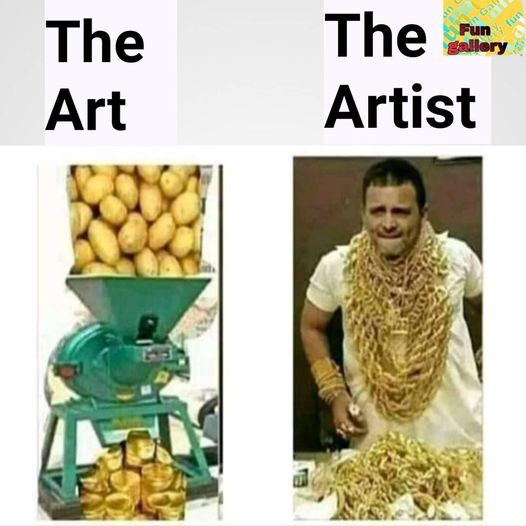 The
Art
The
Artist
Fun
gallery